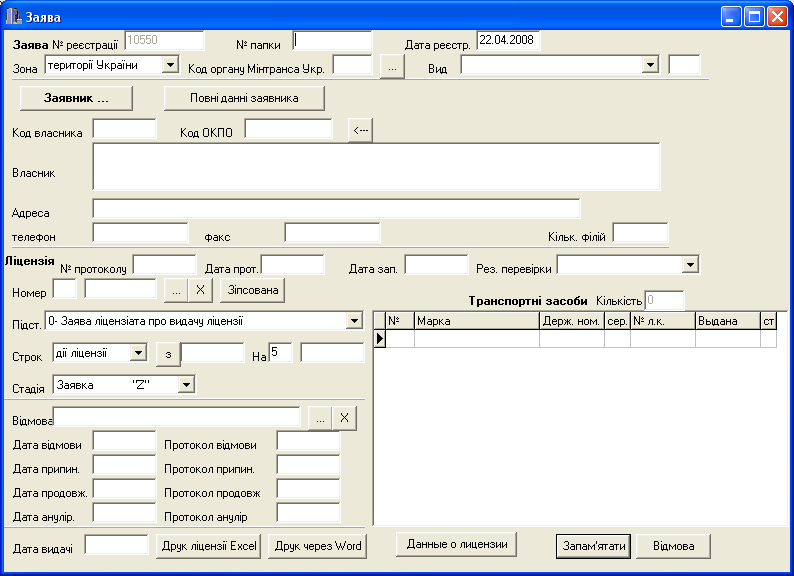 Заява
Заява № реєстрації 10550 № папки Дата реєстр. 22.04.2008
Зона території України Код органу Мінтранса Укр. ... Вид
Заявник ... Повні данні заявника
Код власника Код ОКПО <---
Власник
Адреса
телефон факс Кільк. філій
Ліцензія № протоколу Дата прот. Дата зап. Рез. перевірки
Номер ... X Зіпсована
Транспортні засоби Кількість 0
Підст. 0- Заява ліцензіата про видачу ліцензії
№ Марка Держ. ном. сер. № л.к. Выдана ст
Строк дії ліцензії з На 5
Стадія Заявка "Z"
Відмова ... X
Дата відмови Протокол відмови
Дата припин. Протокол припин.
Дата продовж. Протокол продовж
Дата анулір. Протокол анулір
Дата видачі Друк ліцензії Excel Друк через Word Данные о лицензии Запам'ятати Відмова